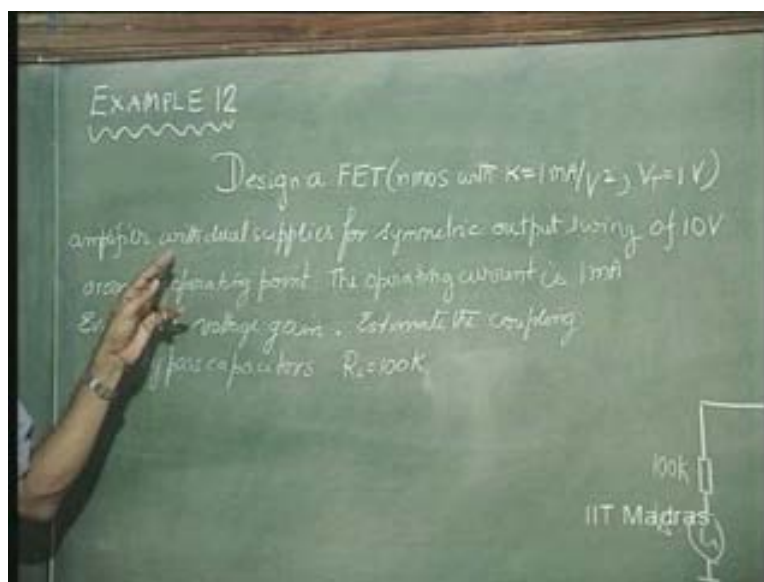 EXAMPLE 12
Design a FET (nmos with K=1mA/V², VT=1V)
amplifier with dual supplies for symmetric output swing of 10V
operating point. The operating current is 1mA
voltage gain. Estimate the coupling
capacitors RL=100K
100k
IIT Madras